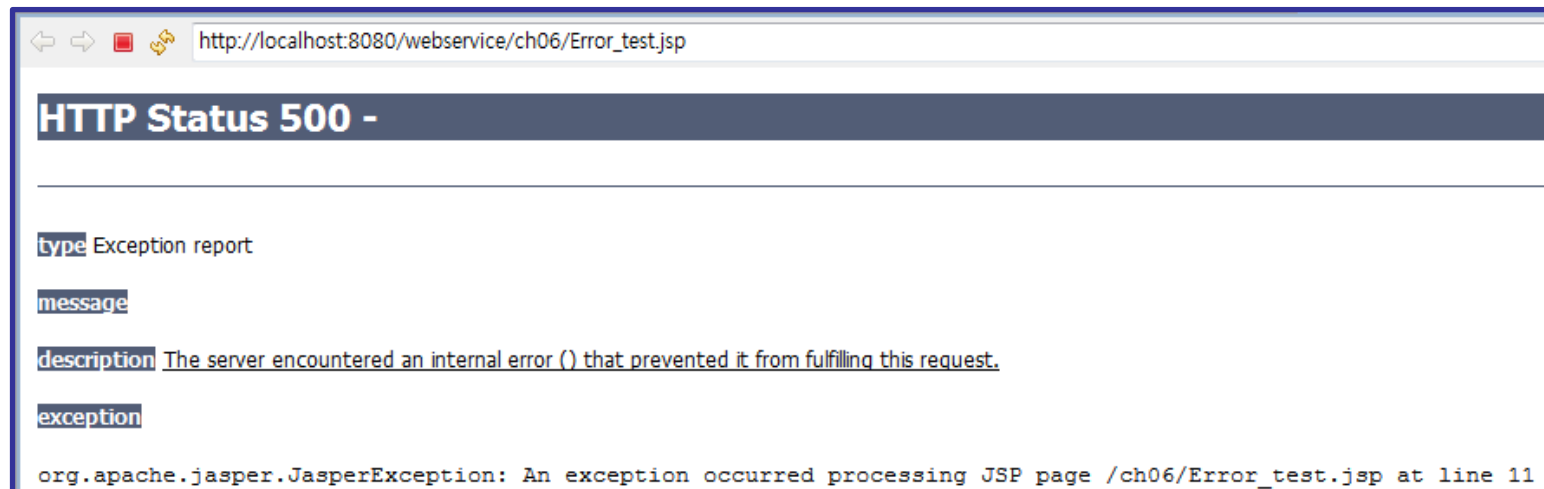 http://localhost:8080/webservice/ch06/Error_test.jsp
HTTP Status 500 -
type Exception report
message
description The server encountered an internal error () that prevented it from fulfilling this request.
exception
org.apache.jasper.JasperException: An exception occurred processing JSP page /ch06/Error_test.jsp at line 11